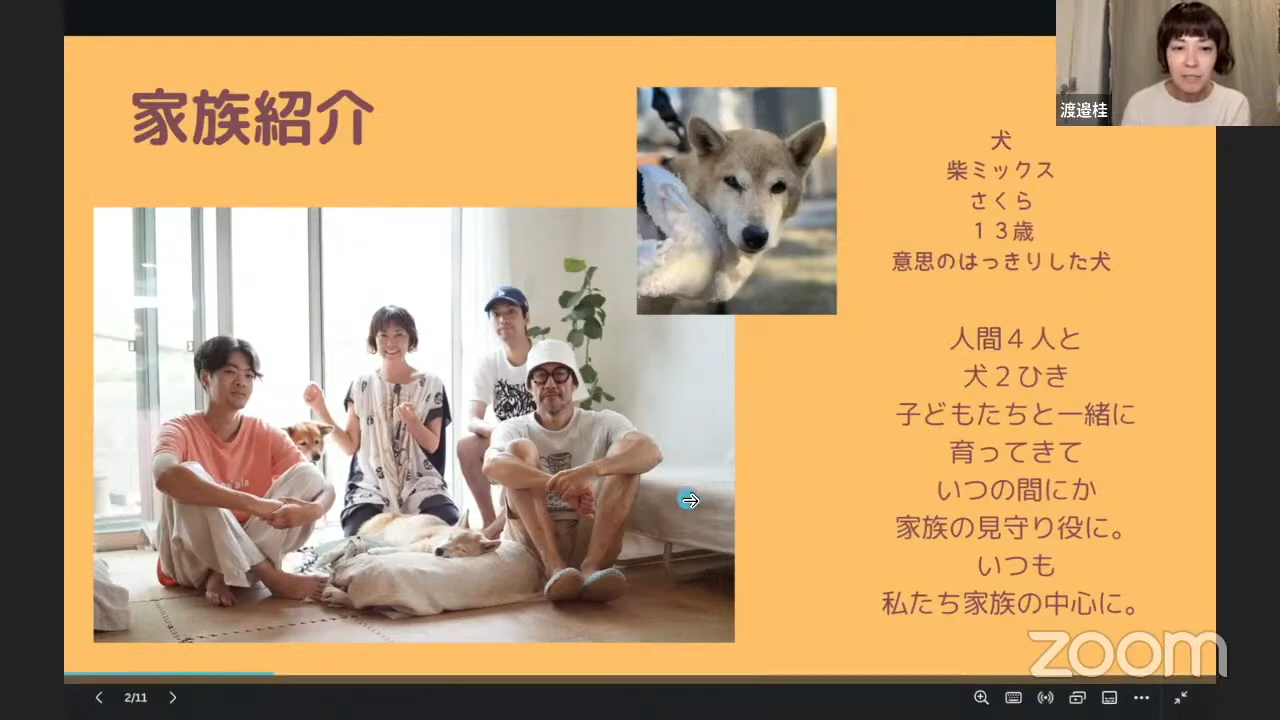 家族紹介
渡邉桂
犬
柴ミックス
さくら
１３歳
意思のはっきりした犬
人間４人と
犬２ひき
子どもたちと一緒に
育ってきて
いつの間にか
家族の見守り役に。
いつも
私たち家族の中心に。
zoom
2/11